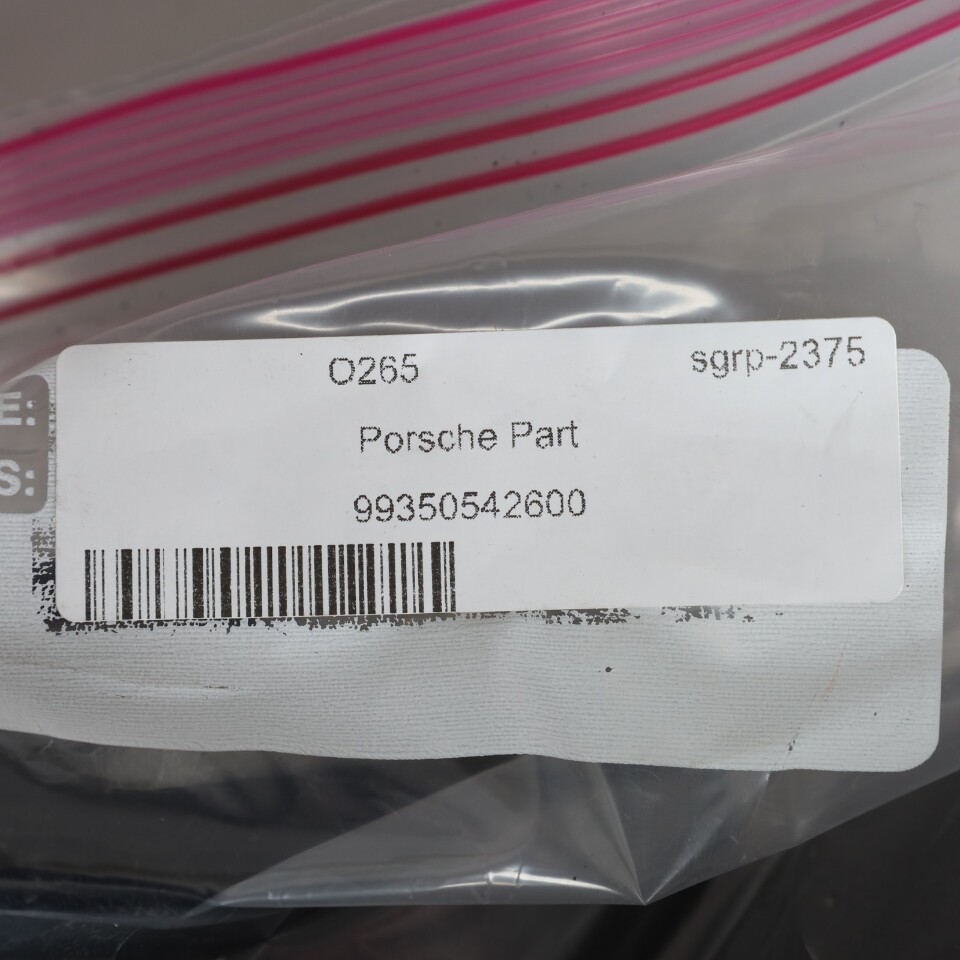 O265 sgrp-2375
Porsche Part
99350542600
E:
S: